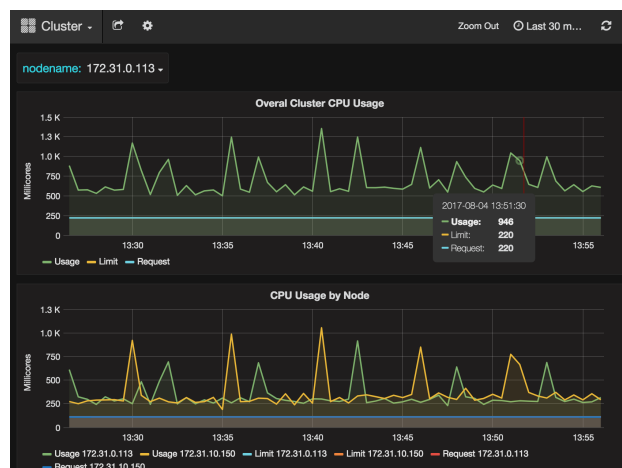 Cluster
Zoom Out Last 30 m...
nodename: 172.31.0.113
Overal Cluster CPU Usage
Millicores
1.5 K
1.3 K
1.0 K
750
500
250
0
13:30 13:35 13:40 13:45 13:55
2017-08-04 13:51:30
Usage: 946
Limit: 220
Request: 220
Usage Limit Request
CPU Usage by Node
Millicores
1.3 K
1.0 K
750
500
250
0
13:30 13:35 13:40 13:45 13:50 13:55
Usage 172.31.0.113 Usage 172.31.10.150 Limit 172.31.0.113 Limit 172.31.10.150 Request 172.31.0.113
Request 172.31.10.150